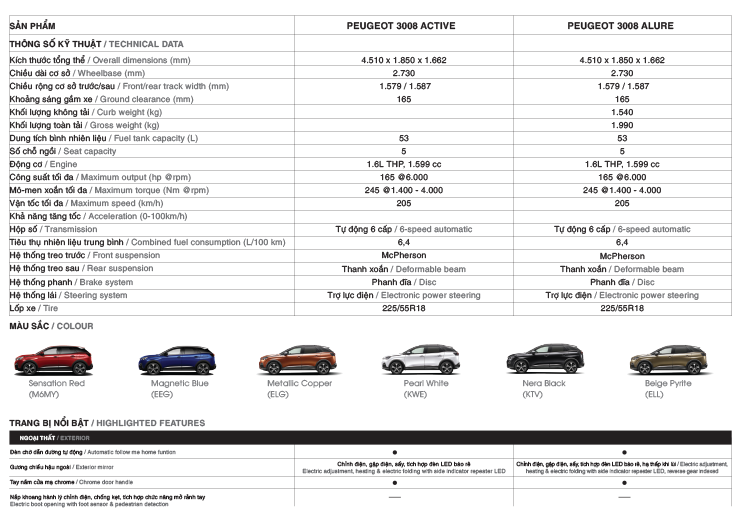 SẢN PHẨM PEUGEOT 3008 ACTIVE PEUGEOT 3008 ALURE
THÔNG SỐ KỸ THUẬT / TECHNICAL DATA
Kích thước tổng thể / Overall dimensions (mm) 4.510 x 1.850 x 1.662 4.510 x 1.850 x 1.662
Chiều dài cơ sở / Wheelbase (mm) 2.730 2.730
Chiều rộng cơ sở trước/sau / Front/rear track width (mm) 1.579 / 1.587 1.579 / 1.587
Khoảng sáng gầm xe / Ground clearance (mm) 165 165
Khối lượng không tải / Curb weight (kg) 1.540
Khối lượng toàn tải / Gross weight (kg) 1.990
Dung tích bình nhiên liệu / Fuel tank capacity (L) 53 53
Số chỗ ngồi / Seat capacity 5 5
Động cơ / Engine 1.6L THP, 1.599 cc 1.6L THP, 1.599 cc
Công suất tối đa / Maximum output (hp @rpm) 165 @6.000 165 @6.000
Mô-men xoắn tối đa / Maximum torque (Nm @rpm) 245 @1.400 - 4.000 245 @1.400 - 4.000
Vận tốc tối đa / Maximum speed (km/h) 205 205
Khả năng tăng tốc / Acceleration (0-100km/h)
Hộp số / Transmission Tự động 6 cấp / 6-speed automatic Tự động 6 cấp / 6-speed automatic
Tiêu thụ nhiên liệu trung bình / Combined fuel consumption (L/100 km) 6,4 6,4
Hệ thống treo trước / Front suspension McPherson McPherson
Hệ thống treo sau / Rear suspension Thanh xoắn / Deformable beam Thanh xoắn / Deformable beam
Hệ thống phanh / Brake system Phanh đĩa / Disc Phanh đĩa / Disc
Hệ thống lái / Steering system Trợ lực điện / Electronic power steering Trợ lực điện / Electronic power steering
Lốp xe / Tire 225/55R18 225/55R18
MÀU SẮC / COLOUR
Sensation Red Magnetic Blue Metallic Copper Pearl White Nera Black Beige Pyrite
(M6MY) (EEG) (ELG) (KWE) (KTV) (ELL)
TRANG BỊ NỔI BẬT / HIGHLIGHTED FEATURES
NGOẠI THẤT / EXTERIOR
Đèn chờ dẫn đường tự động / Automatic follow me home funtion ● ●
Gương chiếu hậu ngoài / Exterior mirror Chỉnh điện, gập điện, sấy, tích hợp đèn LED báo rẽ Chỉnh điện, gập điện, sấy, tích hợp đèn LED báo rẽ, hạ thấp khi lùi / Electric adjustment,
Electric adjustment, heating & electric folding with side indicator repeater LED heating & electric folding with side indicator repeater LED, reverse gear indexed
Tay nắm cửa mạ chrome / Chrome door handle ● ●
Nắp khoang hành lý chỉnh điện, chống kẹt, tích hợp chức năng mở rảnh tay — —
Electric boot opening with foot sensor & pedestrian detection